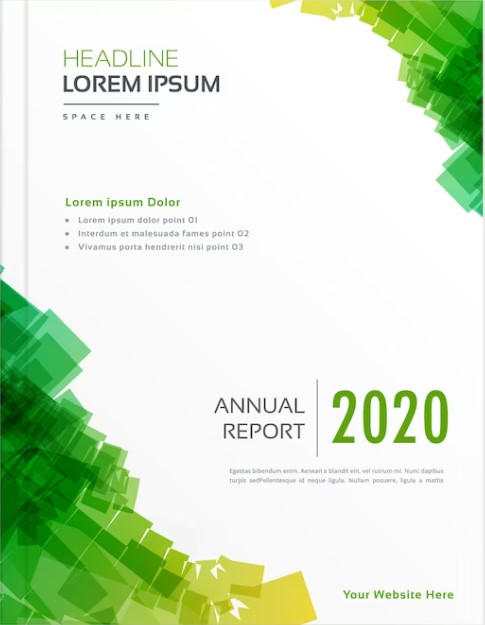 HEADLINE
LOREM IPSUM
SPACE HERE
Lorem ipsum Dolor
• Lorem ipsum dolor point 01
• Interdum et malesuada fames point 02
• Vivamus porta hendrerit nisi point 03
ANNUAL
REPORT
2020
Egestas bibendum enim. Aenean a blandit elit, vel rutrum mi. Nunc dapibus
turpis sedPellentesque id neque ligula. Nullam posuere, ligula a mattis
Your Website Here